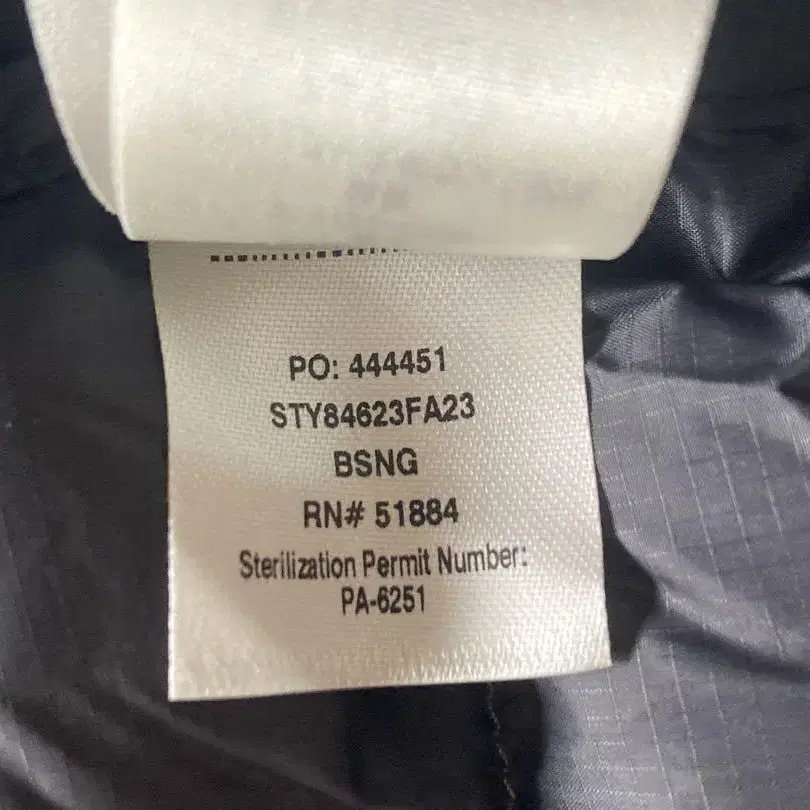 PO: 444451
STY84623FA23
BSNG
RN# 51884
Sterilization Permit Number:
PA-6251